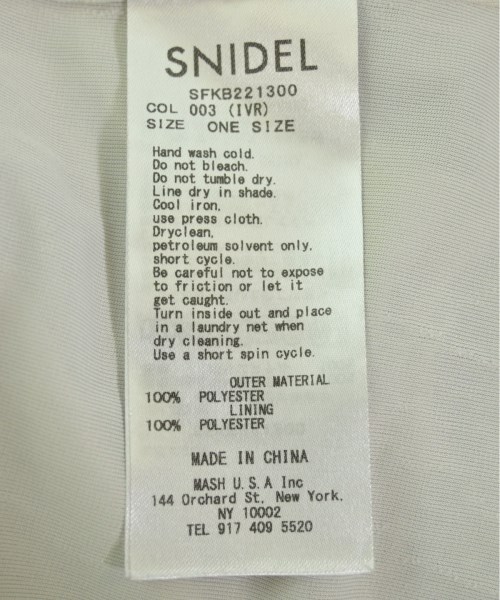 SNIDEL
SFKB221300
COL 003 (IVR)
SIZE ONE SIZE
Hand wash cold.
Do not bleach.
Do not tumble dry.
Line dry in shade.
Cool iron,
use press cloth.
Dryclean,
petroleum solvent only.
short cycle.
Be careful not to expose
to friction or let it
get caught.
Turn inside out and place
in a laundry net when
dry cleaning.
Use a short spin cycle.
OUTER MATERIAL
100% POLYESTER
LINING
100% POLYESTER
MADE IN CHINA
MASH U.S.A Inc
144 Orchard St. New York.
NY 10002
TEL 917 409 5520